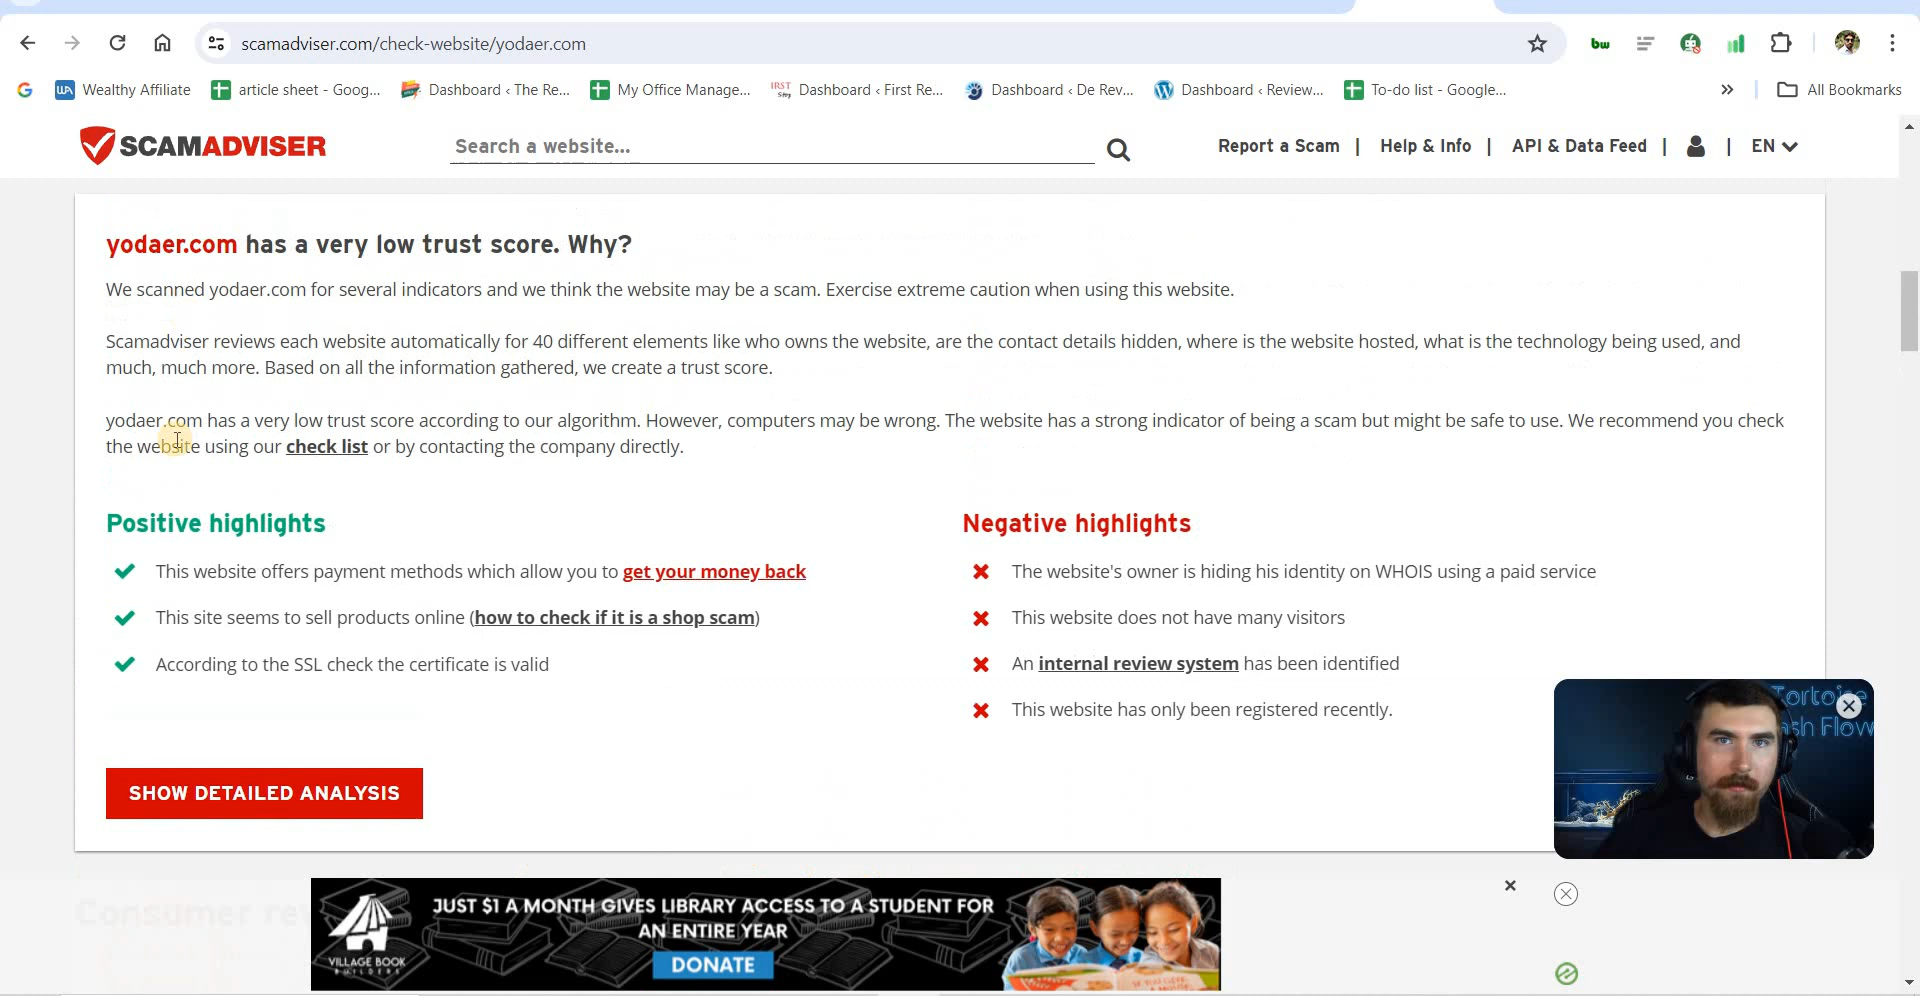 scamadviser.com/check-website/yodaer.com
bw
G WA Wealthy Affiliate article sheet - Goog... Dashboard ‹ The Re... My Office Manage... Dashboard ‹ First Re... Dashboard ‹ De Rev... Dashboard ‹ Review... To-do list - Google... » All Bookmarks
SCAMADVISER Search a website... Report a Scam | Help & Info | API & Data Feed | | EN
yodaer.com has a very low trust score. Why?
We scanned yodaer.com for several indicators and we think the website may be a scam. Exercise extreme caution when using this website.
Scamadviser reviews each website automatically for 40 different elements like who owns the website, are the contact details hidden, where is the website hosted, what is the technology being used, and
much, much more. Based on all the information gathered, we create a trust score.
yodaer.com has a very low trust score according to our algorithm. However, computers may be wrong. The website has a strong indicator of being a scam but might be safe to use. We recommend you check
the website using our check list or by contacting the company directly.
Positive highlights
This website offers payment methods which allow you to get your money back
This site seems to sell products online (how to check if it is a shop scam)
According to the SSL check the certificate is valid
Negative highlights
The website's owner is hiding his identity on WHOIS using a paid service
This website does not have many visitors
An internal review system has been identified
This website has only been registered recently.
SHOW DETAILED ANALYSIS
Tortoise
Flow
Consumer
JUST $1 A MONTH GIVES LIBRARY ACCESS TO A STUDENT FOR
AN ENTIRE YEAR
DONATE
VILLAGE BOOK
BUILDERS